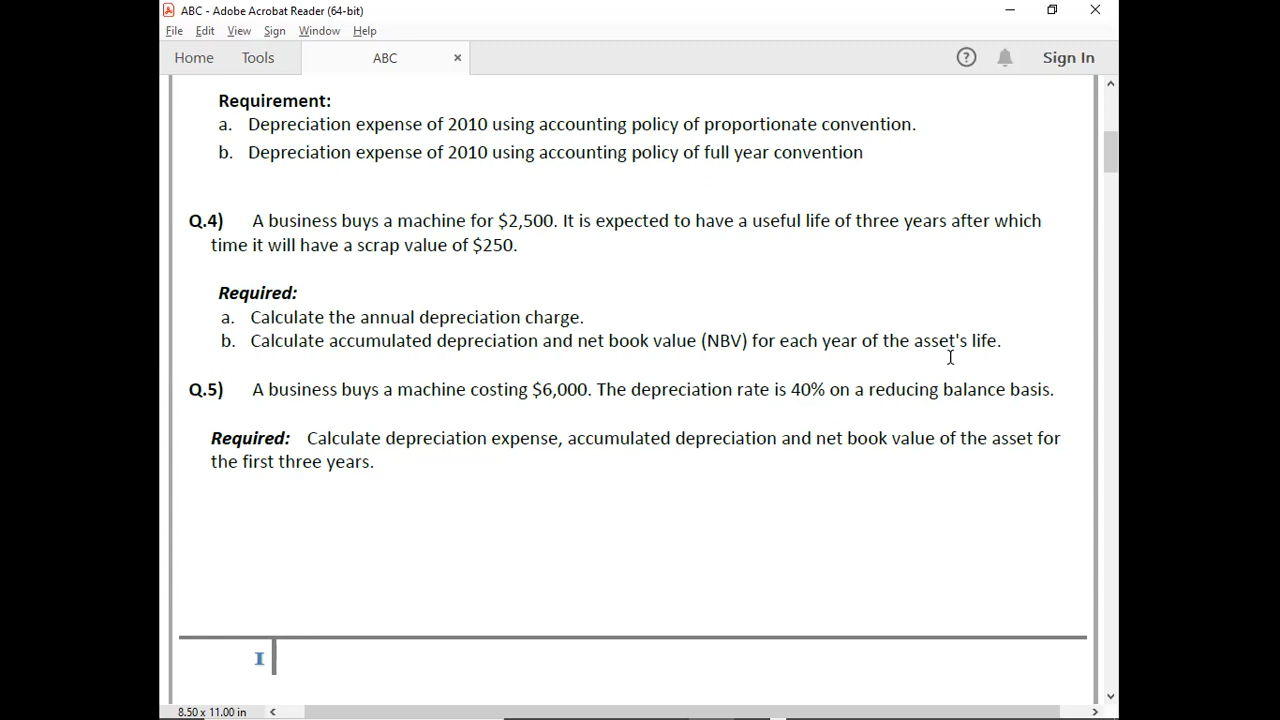 ABC - Adobe Acrobat Reader (64-bit)
File Edit View Sign Window Help
Home Tools ABC × ? Sign In
Requirement:
a. Depreciation expense of 2010 using accounting policy of proportionate convention.
b. Depreciation expense of 2010 using accounting policy of full year convention
Q.4) A business buys a machine for $2,500. It is expected to have a useful life of three years after which
time it will have a scrap value of $250.
Required:
a. Calculate the annual depreciation charge.
b. Calculate accumulated depreciation and net book value (NBV) for each year of the asset's life.
Q.5) A business buys a machine costing $6,000. The depreciation rate is 40% on a reducing balance basis.
Required: Calculate depreciation expense, accumulated depreciation and net book value of the asset for
the first three years.
I
8.50 x 11.00 in